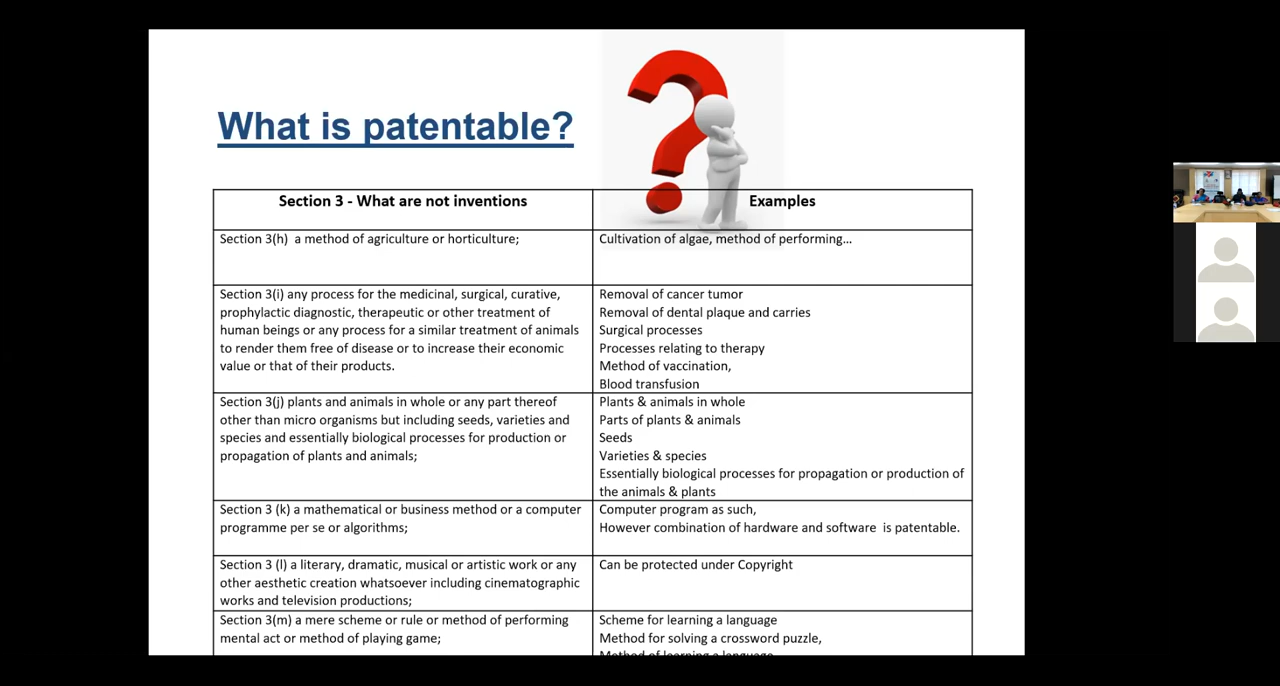 What is patentable?
Section 3 - What are not inventions
Examples
Section 3(h) a method of agriculture or horticulture;
Cultivation of algae, method of performing...
Section 3(i) any process for the medicinal, surgical, curative,
prophylactic diagnostic, therapeutic or other treatment of
human beings or any process for a similar treatment of animals
to render them free of disease or to increase their economic
value or that of their products.
Removal of cancer tumor
Removal of dental plaque and carries
Surgical processes
Processes relating to therapy
Method of vaccination,
Blood transfusion
Section 3(j) plants and animals in whole or any part thereof
other than micro organisms but including seeds, varieties and
species and essentially biological processes for production or
propagation of plants and animals;
Plants & animals in whole
Parts of plants & animals
Seeds
Varieties & species
Essentially biological processes for propagation or production of
the animals & plants
Section 3 (k) a mathematical or business method or a computer
programme per se or algorithms;
Computer program as such,
However combination of hardware and software is patentable.
Section 3 (l) a literary, dramatic, musical or artistic work or any
other aesthetic creation whatsoever including cinematographic
works and television productions;
Can be protected under Copyright
Section 3(m) a mere scheme or rule or method of performing
mental act or method of playing game;
Scheme for learning a language
Method for solving a crossword puzzle,
Method of learning a language